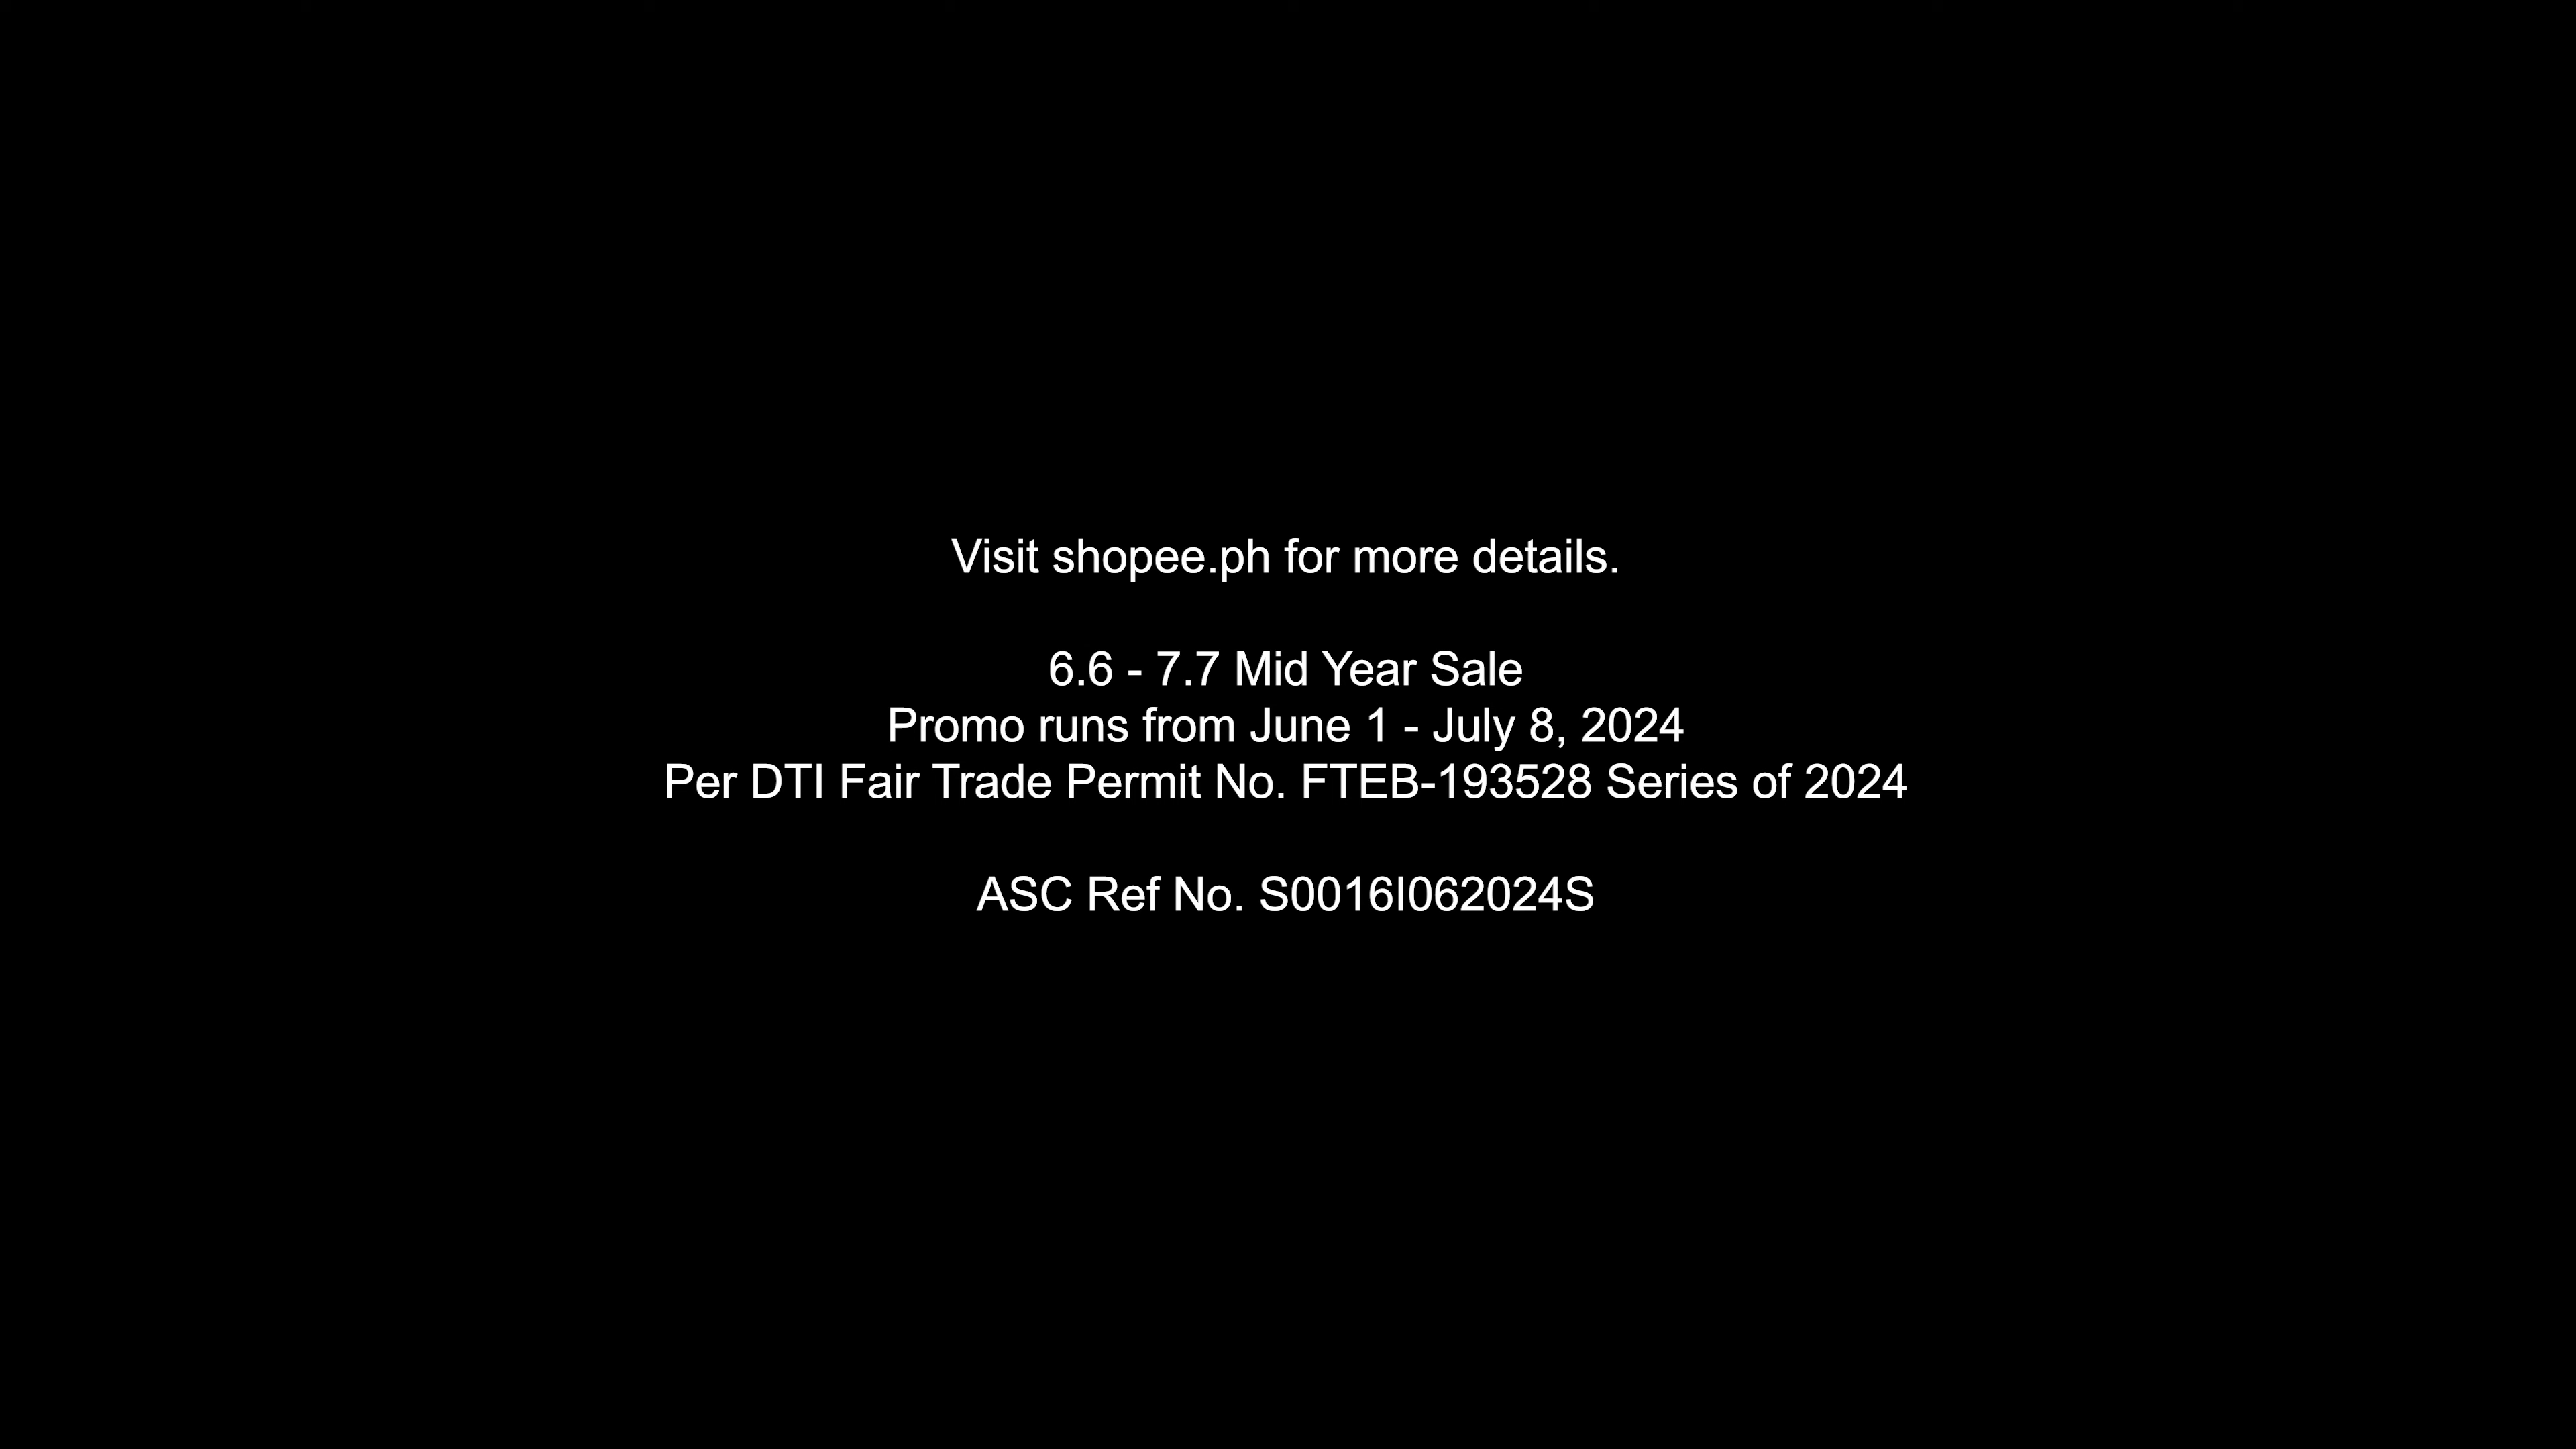 Visit shopee.ph for more details.
6.6 - 7.7 Mid Year Sale
Promo runs from June 1 - July 8, 2024
Per DTI Fair Trade Permit No. FTEB-193528 Series of 2024
ASC Ref No. S0016I062024S